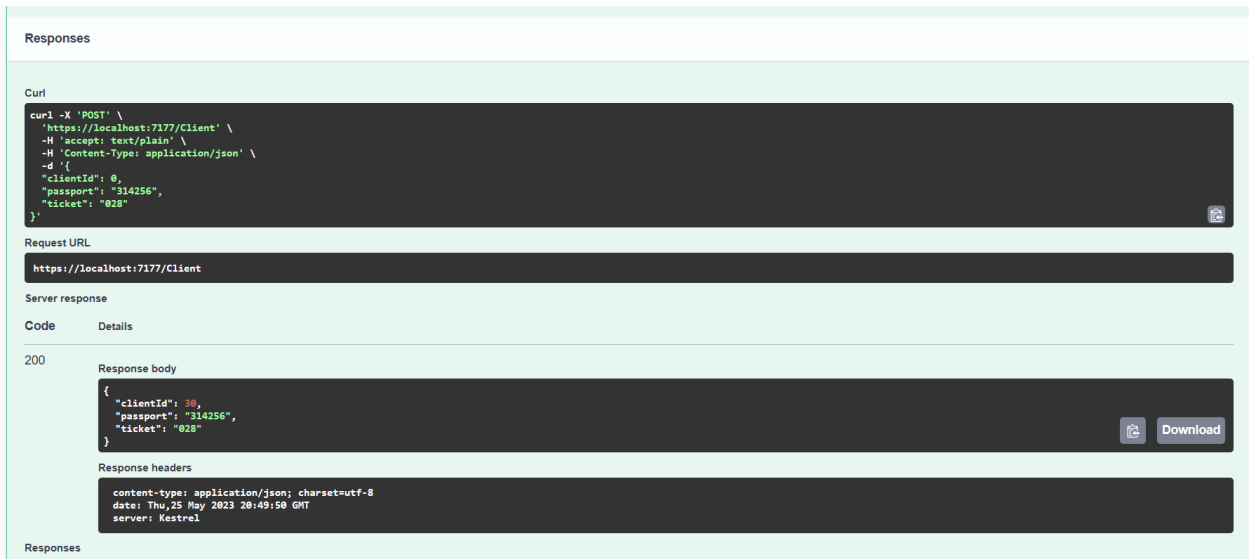 Responses
Curl
curl -X 'POST' \
  'https://localhost:7177/Client' \
  -H 'accept: text/plain' \
  -H 'Content-Type: application/json' \
  -d '{
  "clientId": 0,
  "passport": "314256",
  "ticket": "028"
}'
Request URL
https://localhost:7177/Client
Server response
Code Details
200
Response body
{
  "clientId": 30,
  "passport": "314256",
  "ticket": "028"
}
Download
Response headers
content-type: application/json; charset=utf-8
date: Thu,25 May 2023 20:49:50 GMT
server: Kestrel
Responses